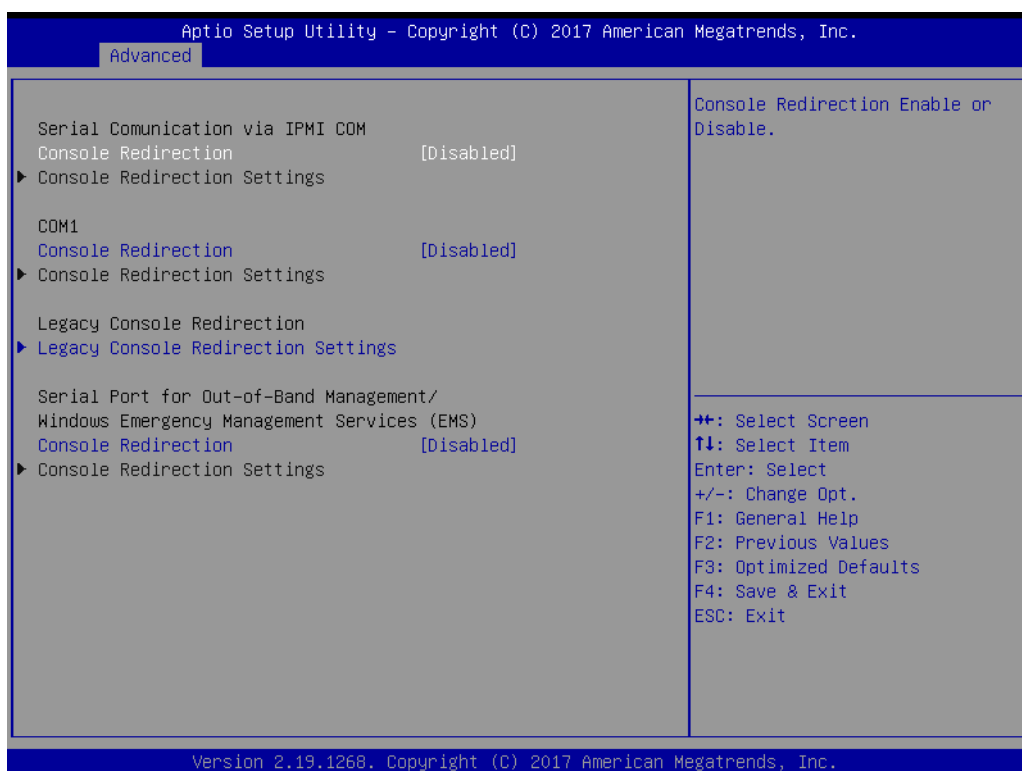 Aptio Setup Utility – Copyright (C) 2017 American Megatrends, Inc.
Advanced
Serial Comunication via IPMI COM
Console Redirection [Disabled]
▶ Console Redirection Settings
COM1
Console Redirection [Disabled]
▶ Console Redirection Settings
Legacy Console Redirection
▶ Legacy Console Redirection Settings
Serial Port for Out-of-Band Management/
Windows Emergency Management Services (EMS)
Console Redirection [Disabled]
▶ Console Redirection Settings
Console Redirection Enable or
Disable.
→←: Select Screen
↑↓: Select Item
Enter: Select
+/-: Change Opt.
F1: General Help
F2: Previous Values
F3: Optimized Defaults
F4: Save & Exit
ESC: Exit
Version 2.19.1268. Copyright (C) 2017 American Megatrends, Inc.